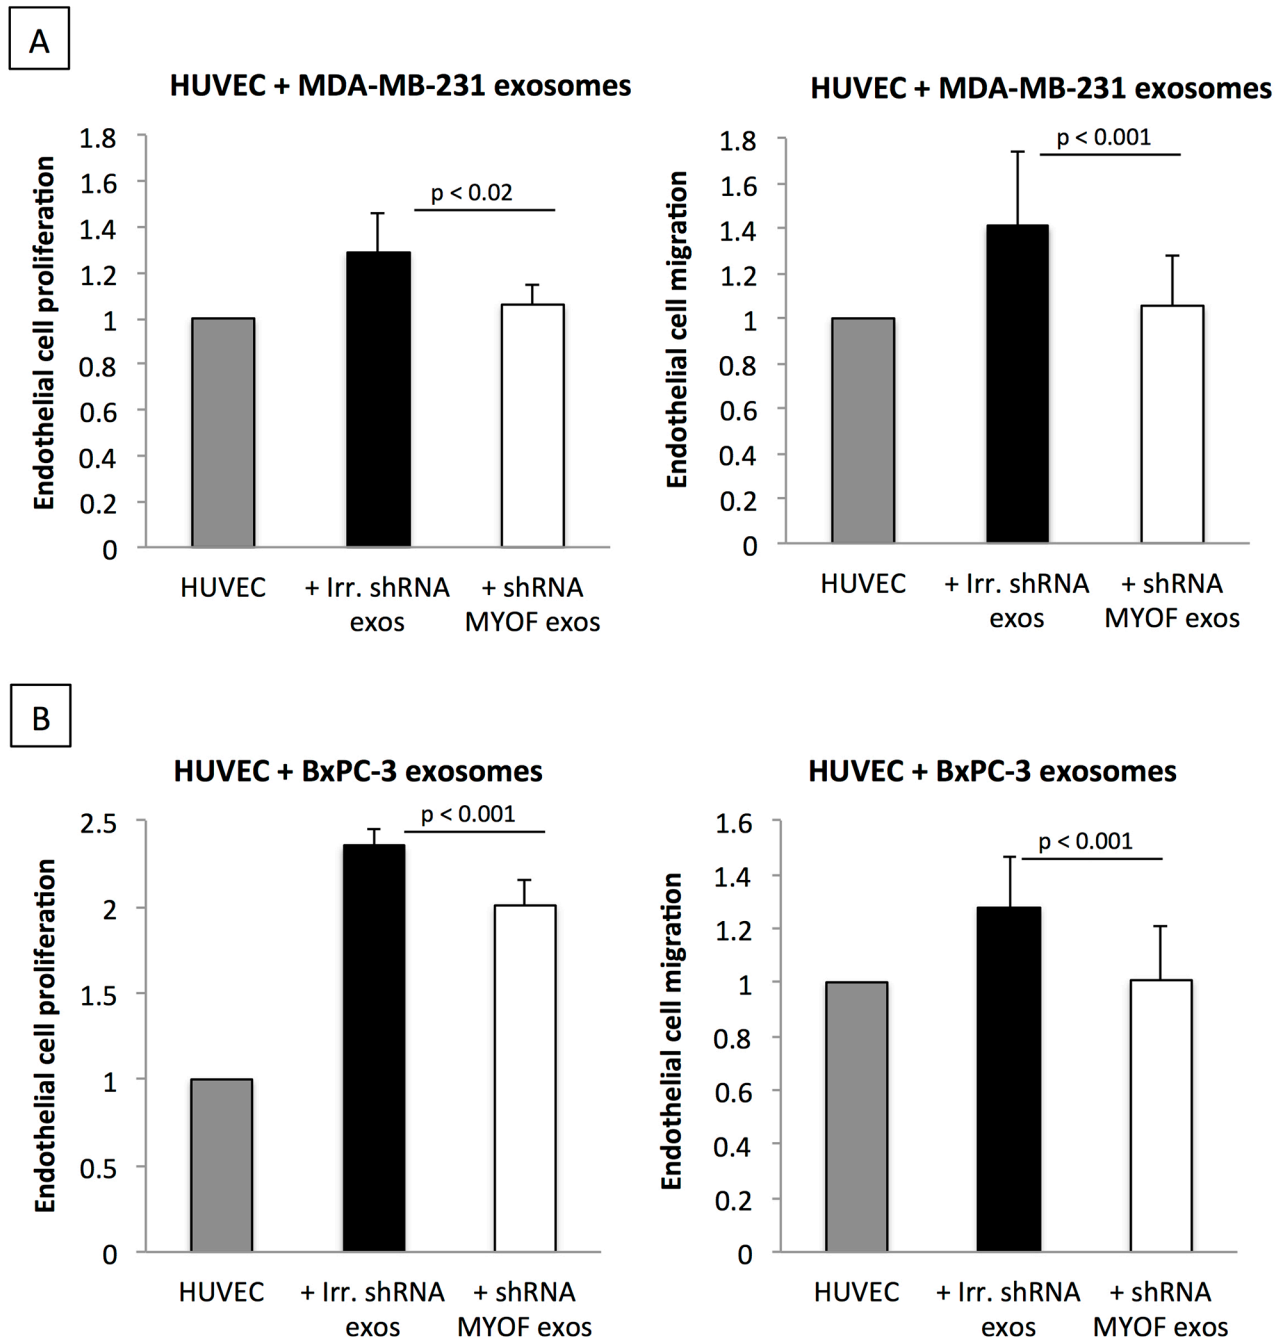 A
HUVEC + MDA-MB-231 exosomes
Endothelial cell proliferation
1.8
1.6
1.4
1.2
1
0.8
0.6
0.4
0.2
0
p < 0.02
HUVEC
+ Irr. shRNA
exos
+ shRNA
MYOF exos
HUVEC + MDA-MB-231 exosomes
Endothelial cell migration
1.8
1.6
1.4
1.2
1
0.8
0.6
0.4
0.2
0
p < 0.001
HUVEC
+ Irr. shRNA
exos
+ shRNA
MYOF exos
B
HUVEC + BxPC-3 exosomes
Endothelial cell proliferation
2.5
2
1.5
1
0.5
0
p < 0.001
HUVEC
+ Irr. shRNA
exos
+ shRNA
MYOF exos
HUVEC + BxPC-3 exosomes
Endothelial cell migration
1.6
1.4
1.2
1
0.8
0.6
0.4
0.2
0
p < 0.001
HUVEC
+ Irr. shRNA
exos
+ shRNA
MYOF exos